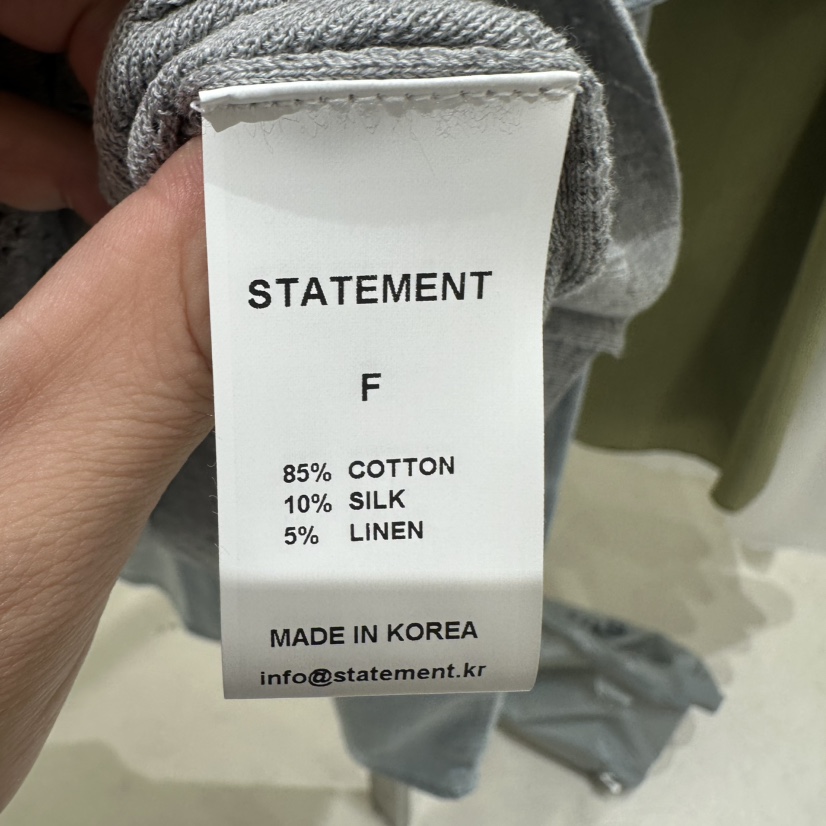 STATEMENT
F
85% COTTON
10% SILK
5% LINEN
MADE IN KOREA
info@statement.kr